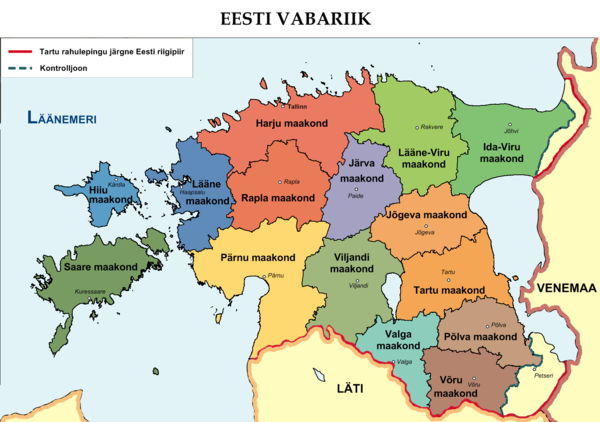 EESTI VABARIIK
Tartu rahulepingu järgne Eesti riigipiir
Kontrolljoon
LÄÄNEMERI
Tallinn
Harju maakond
Rakvere
Lääne-Viru
maakond
Jõhvi
Ida-Viru
maakond
Järva
maakond
Paide
Kärdla
Hiiu
maakond
Lääne
Haapsalu
maakond
Rapla
Rapla maakond
Jõgeva maakond
Jõgeva
Saare maakond
Kuressaare
Pärnu maakond
Pärnu
Viljandi
maakond
Viljandi
Tartu
Tartu maakond
VENEMAA
Valga
maakond
Valga
Põlva
Põlva maakond
Petseri
Võru
Võru
maakond
LÄTI